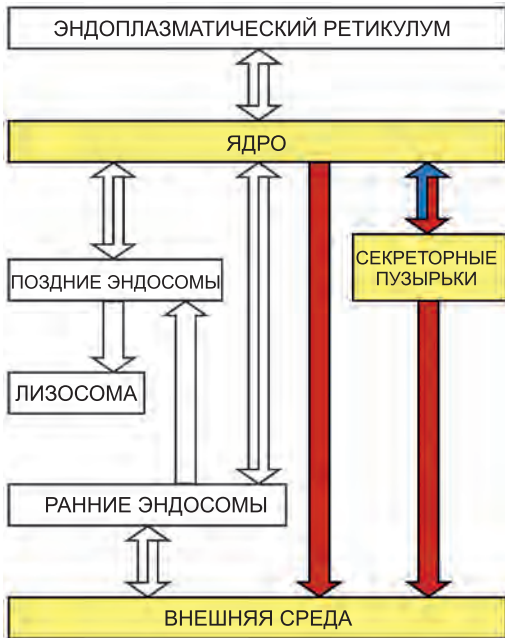 ЭНДОПЛАЗМАТИЧЕСКИЙ РЕТИКУЛУМ
ЯДРО
СЕКРЕТОРНЫЕ
ПУЗЫРЬКИ
ПОЗДНИЕ ЭНДОСОМЫ
ЛИЗОСОМА
РАННИЕ ЭНДОСОМЫ
ВНЕШНЯЯ СРЕДА